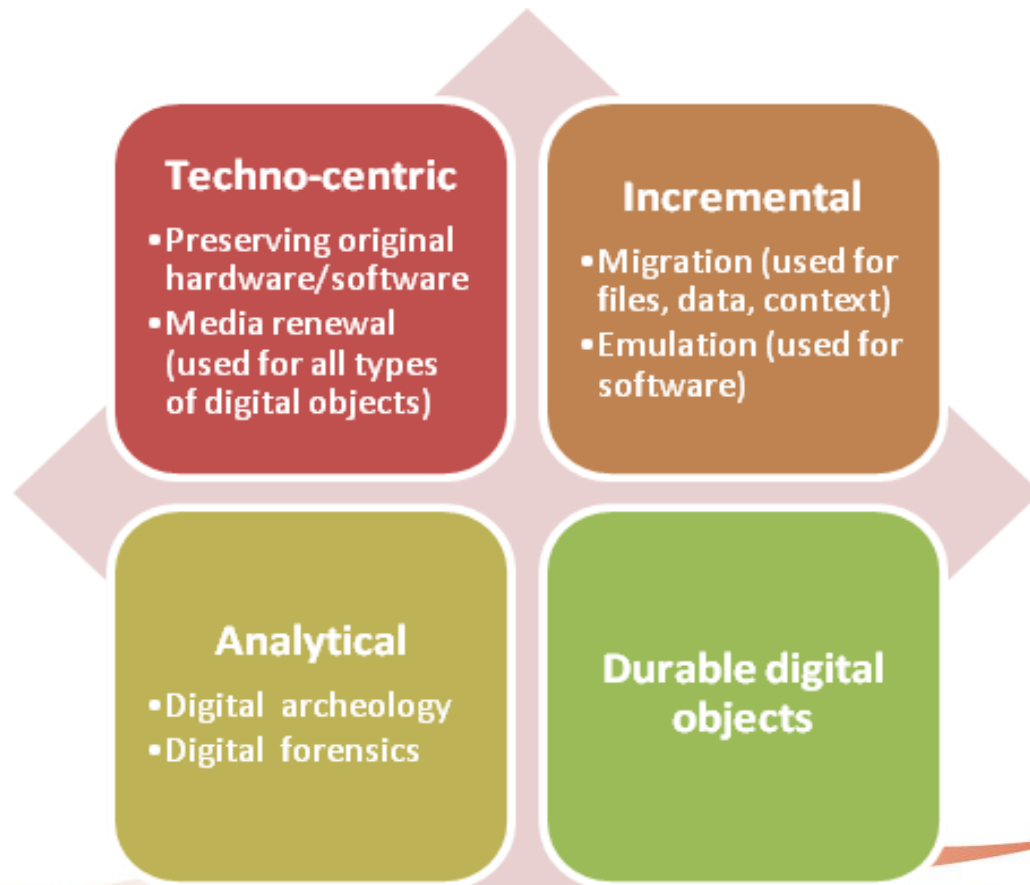 Techno-centric
•Preserving original
hardware/software
•Media renewal
(used for all types
of digital objects)
Incremental
•Migration (used for
files, data, context)
•Emulation (used for
software)
Analytical
•Digital archeology
•Digital forensics
Durable digital
objects